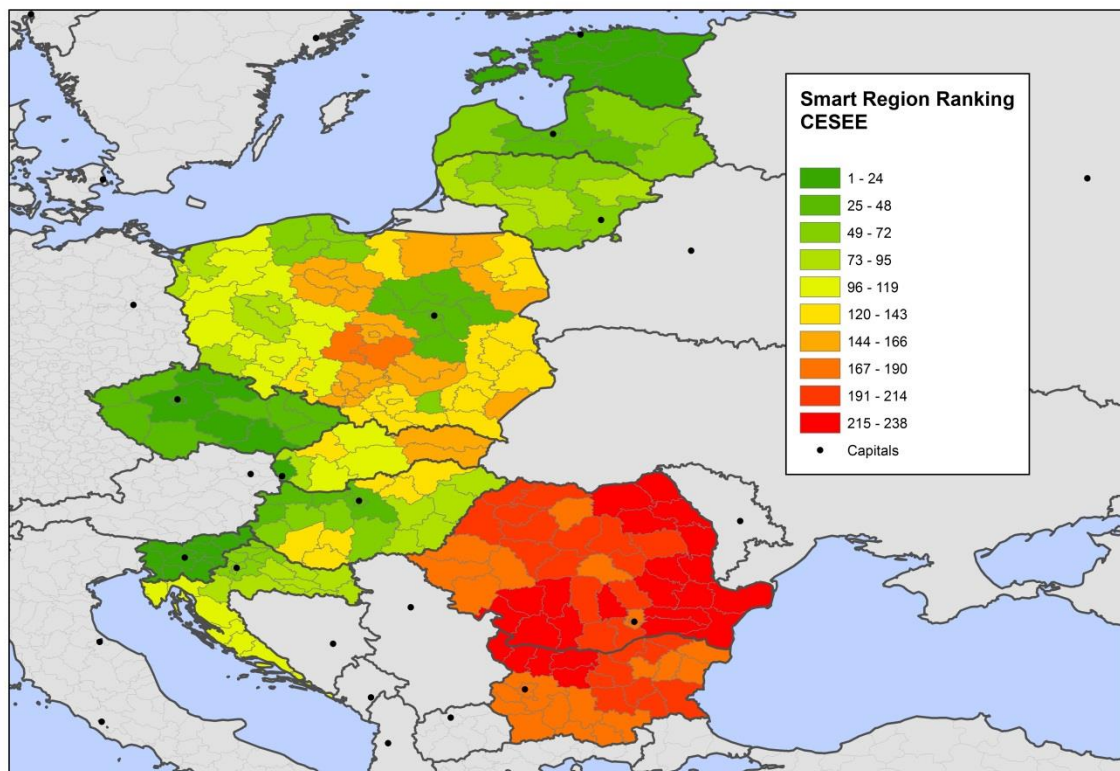 Smart Region Ranking
CESEE
1 - 24
25 - 48
49 - 72
73 - 95
96 - 119
120 - 143
144 - 166
167 - 190
191 - 214
215 - 238
Capitals